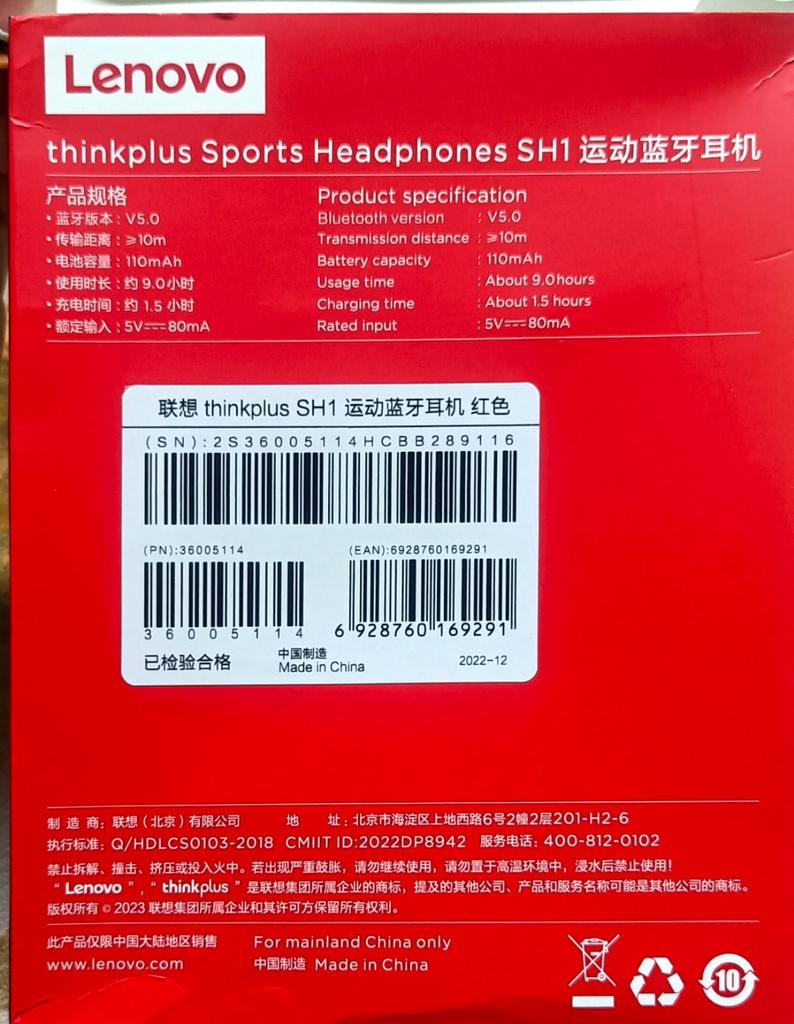 Lenovo
thinkplus Sports Headphones SH1 运动蓝牙耳机
产品规格
• 蓝牙版本 : V5.0
• 传输距离 : ≥10m
• 电池容量 : 110mAh
• 使用时长 : 约 9.0小时
• 充电时间 : 约 1.5 小时
• 额定输入 : 5V⎓80mA
Product specification
Bluetooth version : V5.0
Transmission distance : ≥10m
Battery capacity : 110mAh
Usage time : About 9.0hours
Charging time : About 1.5 hours
Rated input : 5V⎓80mA
联想 thinkplus SH1 运动蓝牙耳机 红色
(SN):2S36005114HCBB289116
(PN):36005114
36005114
(EAN):6928760169291
6 928760 169291
已检验合格
中国制造
Made in China
2022-12
制 造 商: 联想（北京）有限公司 地 址: 北京市海淀区上地西路6号2幢2层201-H2-6
执行标准: Q/HDLCS0103-2018 CMIIT ID:2022DP8942 服务电话: 400-812-0102
禁止拆解、撞击、挤压或投入火中。若出现严重鼓胀，请勿继续使用，请勿置于高温环境中，浸水后禁止使用！
“ Lenovo ”,“ thinkplus ” 是联想集团所属企业的商标，提及的其他公司、产品和服务名称可能是其他公司的商标。
版权所有 © 2023 联想集团所属企业和其许可方保留所有权利。
此产品仅限中国大陆地区销售 For mainland China only
www.lenovo.com 中国制造 Made in China
10